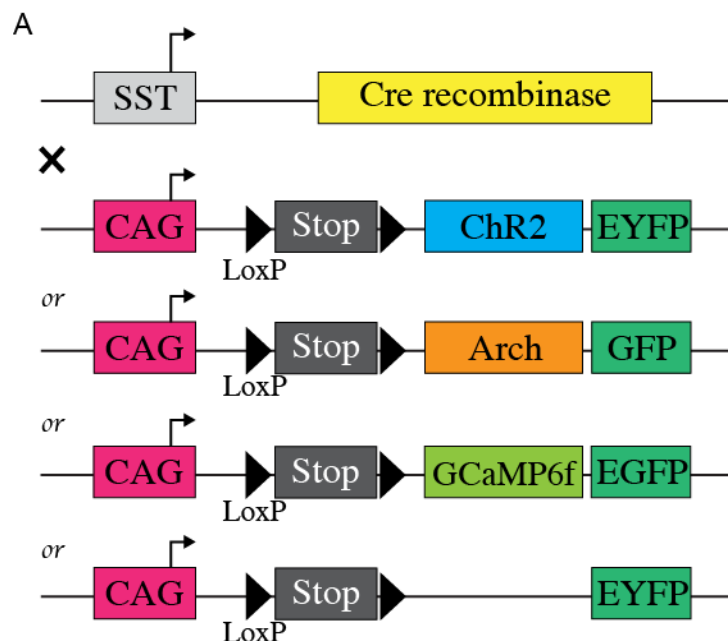 A
SST Cre recombinase
×
CAG Stop ChR2 EYFP
LoxP
or
CAG Stop Arch GFP
LoxP
or
CAG Stop GCaMP6f EGFP
LoxP
or
CAG Stop EYFP
LoxP